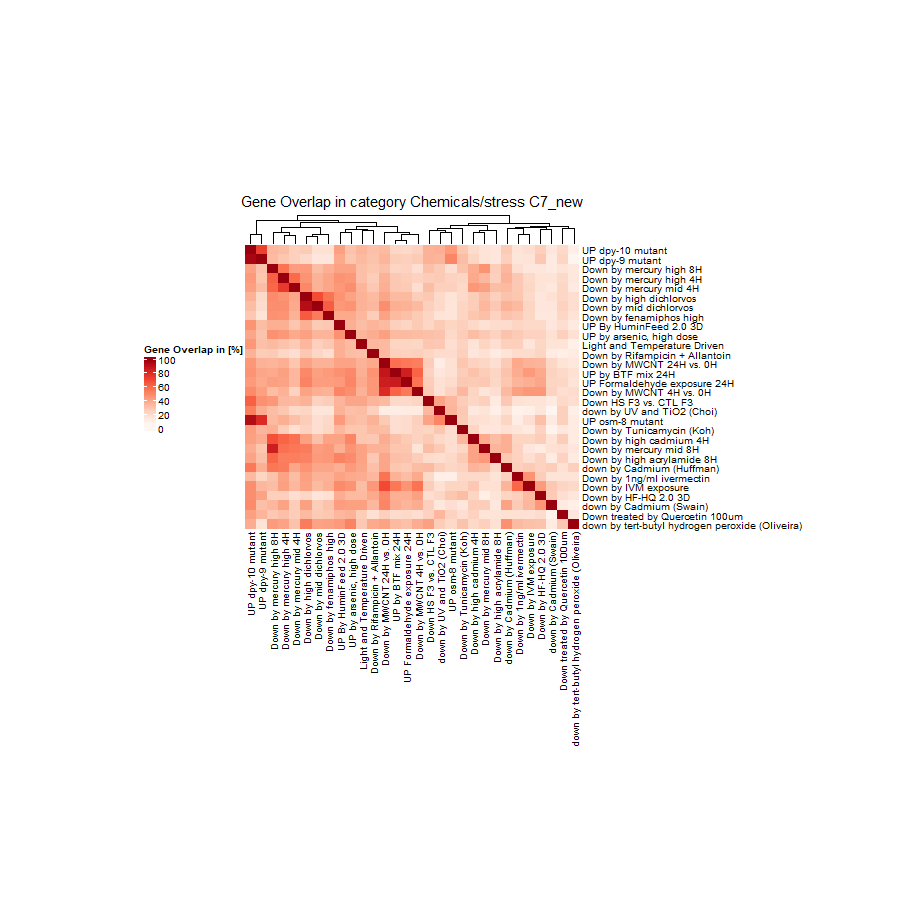 Gene Overlap in category Chemicals/stress C7_new
UP dpy-10 mutant
UP dpy-9 mutant
Down by mercury high 8H
Down by mercury high 4H
Down by mercury mid 4H
Down by high dichlorvos
Down by mid dichlorvos
Down by fenamiphos high
UP By HuminFeed 2.0 3D
UP by arsenic, high dose
Light and Temperature Driven
Down by Rifampicin + Allantoin
Down by MWCNT 24H vs. 0H
UP by BTF mix 24H
UP Formaldehyde exposure 24H
Down by MWCNT 4H vs. 0H
Down HS F3 vs. CTL F3
down by UV and TiO2 (Choi)
UP osm-8 mutant
Down by Tunicamycin (Koh)
Down by high cadmium 4H
Down by mercury mid 8H
Down by high acrylamide 8H
down by Cadmium (Huffman)
Down by 1ng/ml ivermectin
Down by IVM exposure
Down by HF-HQ 2.0 3D
down by Cadmium (Swain)
Down treated by Quercetin 100um
down by tert-butyl hydrogen peroxide (Oliveira)
Gene Overlap in [%]
100
80
60
40
20
0
UP dpy-10 mutant
UP dpy-9 mutant
Down by mercury high 8H
Down by mercury high 4H
Down by mercury mid 4H
Down by high dichlorvos
Down by mid dichlorvos
Down by fenamiphos high
UP By HuminFeed 2.0 3D
UP by arsenic, high dose
Light and Temperature Driven
Down by Rifampicin + Allantoin
Down by MWCNT 24H vs. 0H
UP by BTF mix 24H
UP Formaldehyde exposure 24H
Down by MWCNT 4H vs. 0H
Down HS F3 vs. CTL F3
down by UV and TiO2 (Choi)
UP osm-8 mutant
Down by Tunicamycin (Koh)
Down by high cadmium 4H
Down by mercury mid 8H
Down by high acrylamide 8H
down by Cadmium (Huffman)
Down by 1ng/ml ivermectin
Down by IVM exposure
Down by HF-HQ 2.0 3D
down by Cadmium (Swain)
Down treated by Quercetin 100um
down by tert-butyl hydrogen peroxide (Oliveira)